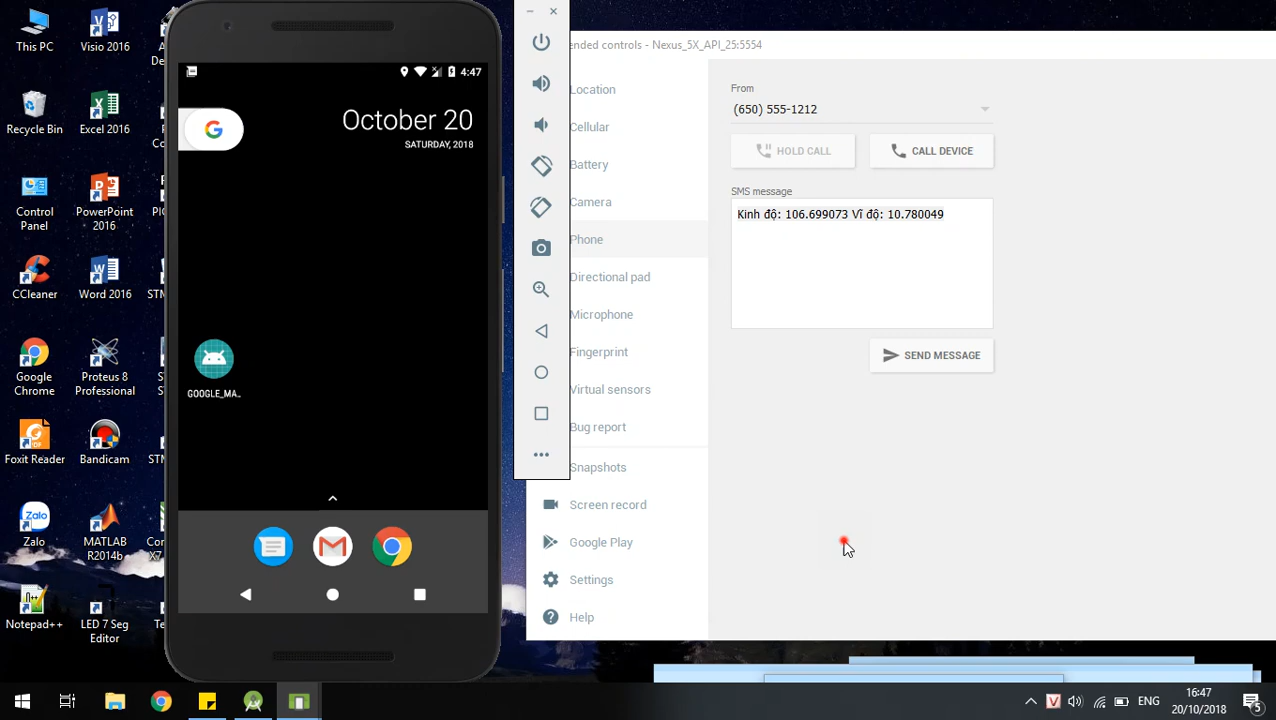 This PC
Visio 2016
Recycle Bin
Excel 2016
Control
Panel
PowerPoint
2016
CCleaner
Word 2016
Google
Chrome
Proteus 8
Professional
Foxit Reader
Bandicam
Zalo
Zalo
MATLAB
R2014b
Notepad++
LED 7 Seg
Editor
4:47
G
October 20
SATURDAY, 2018
GOOGLE_MA..
ended controls - Nexus_5X_API_25:5554
Location
Cellular
Battery
Camera
Phone
Directional pad
Microphone
Fingerprint
Virtual sensors
Bug report
Snapshots
Screen record
Google Play
Settings
Help
From
(650) 555-1212
HOLD CALL
CALL DEVICE
SMS message
Kinh độ: 106.699073 Vĩ độ: 10.780049
SEND MESSAGE
V
ENG
16:47
20/10/2018
5